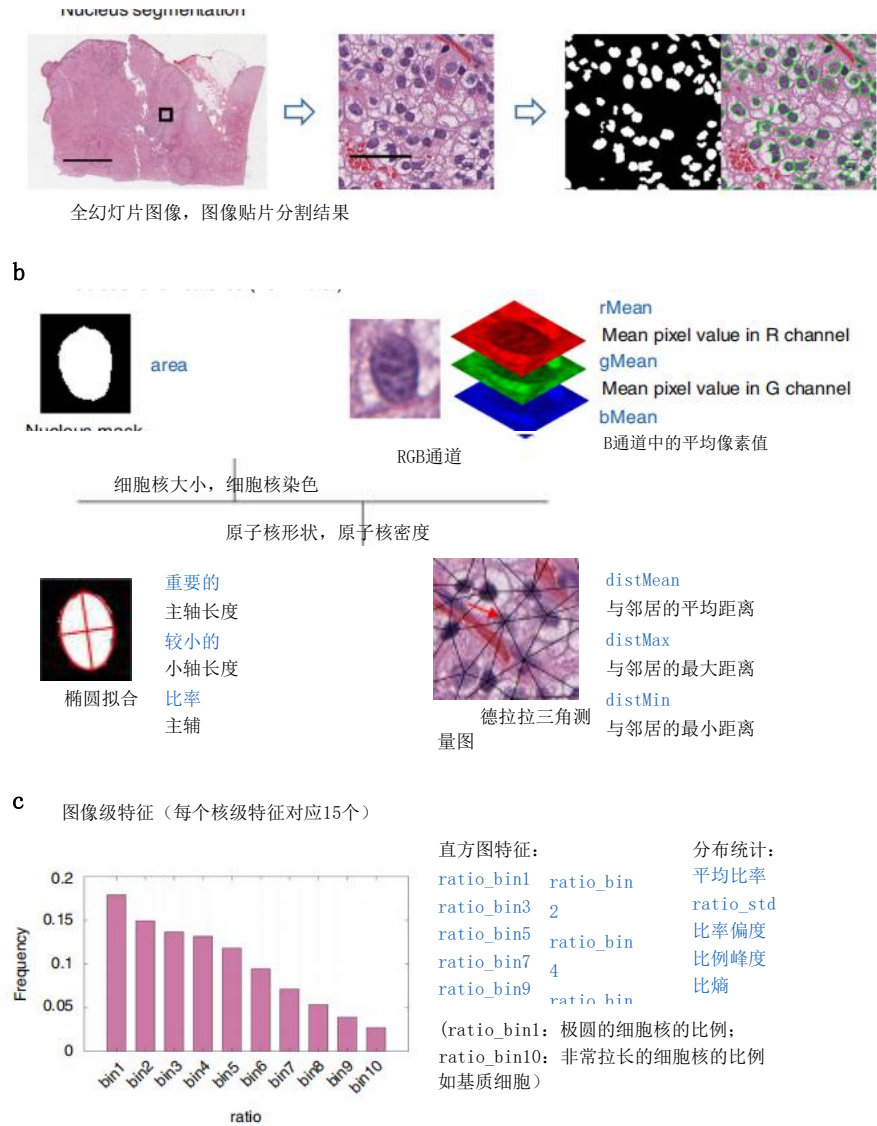 Nucleus segmentation
全幻灯片图像，图像贴片分割结果
b
area
Nucleus mask
rMean
Mean pixel value in R channel
gMean
Mean pixel value in G channel
bMean
B通道中的平均像素值
RGB通道
细胞核大小，细胞核染色
原子核形状，原子核密度
重要的
主轴长度
较小的
小轴长度
比率
主辅
椭圆拟合
distMean
与邻居的平均距离
distMax
与邻居的最大距离
distMin
与邻居的最小距离
德拉拉三角测
量图
c
图像级特征（每个核级特征对应15个）
0.2
0.15
0.1
0.05
0
Frequency
bin1
bin2
bin3
bin4
bin5
bin6
bin7
bin8
bin9
bin10
ratio
直方图特征：
ratio_bin1
ratio_bin3
ratio_bin5
ratio_bin7
ratio_bin9
ratio_bin
2
ratio_bin
4
ratio_bin
分布统计：
平均比率
ratio_std
比率偏度
比例峰度
比熵
(ratio_bin1：极圆的细胞核的比例；
ratio_bin10：非常拉长的细胞核的比例
如基质细胞）